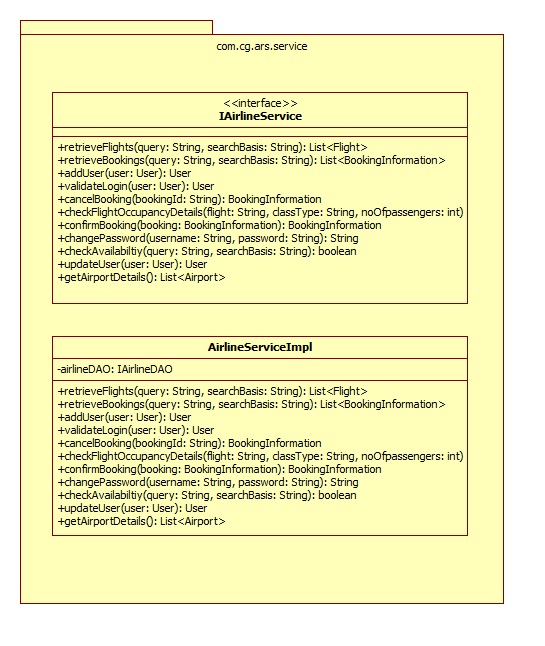 com.cg.ars.service
<<interface>>
IAirlineService
+retrieveFlights(query: String, searchBasis: String): List<Flight>
+retrieveBookings(query: String, searchBasis: String): List<BookingInformation>
+addUser(user: User): User
+validateLogin(user: User): User
+cancelBooking(bookingId: String): BookingInformation
+checkFlightOccupancyDetails(flight: String, classType: String, noOfpassengers: int)
+confirmBooking(booking: BookingInformation): BookingInformation
+changePassword(username: String, password: String): String
+checkAvailabiltiy(query: String, searchBasis: String): boolean
+updateUser(user: User): User
+getAirportDetails(): List<Airport>
AirlineServiceImpl
-airlineDAO: IAirlineDAO
+retrieveFlights(query: String, searchBasis: String): List<Flight>
+retrieveBookings(query: String, searchBasis: String): List<BookingInformation>
+addUser(user: User): User
+validateLogin(user: User): User
+cancelBooking(bookingId: String): BookingInformation
+checkFlightOccupancyDetails(flight: String, classType: String, noOfpassengers: int)
+confirmBooking(booking: BookingInformation): BookingInformation
+changePassword(username: String, password: String): String
+checkAvailabiltiy(query: String, searchBasis: String): boolean
+updateUser(user: User): User
+getAirportDetails(): List<Airport>